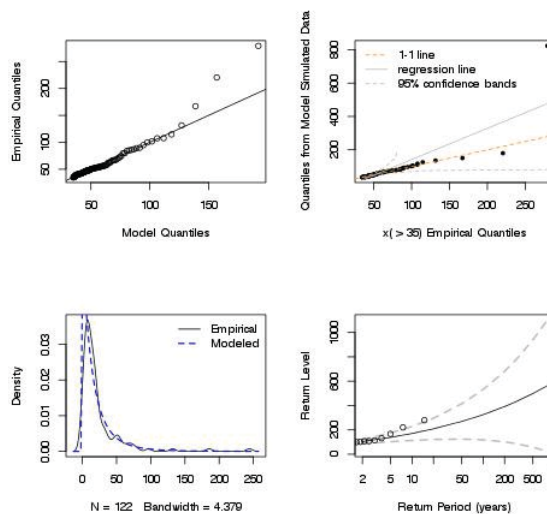 Empirical Quantiles
50 100 200
50 100 150
Model Quantiles
Quantiles from Model Simulated Data
200 400 600 800
1-1 line
regression line
95% confidence bands
50 100 150 200
x( > 35) Empirical Quantiles
Density
0.00 0.01 0.02 0.03
Empirical
Modeled
0 50 100 150 200 250
N = 122 Bandwidth = 4.379
Return Level
0 200 600 1000
2 5 10 50 200 500
Return Period (years)